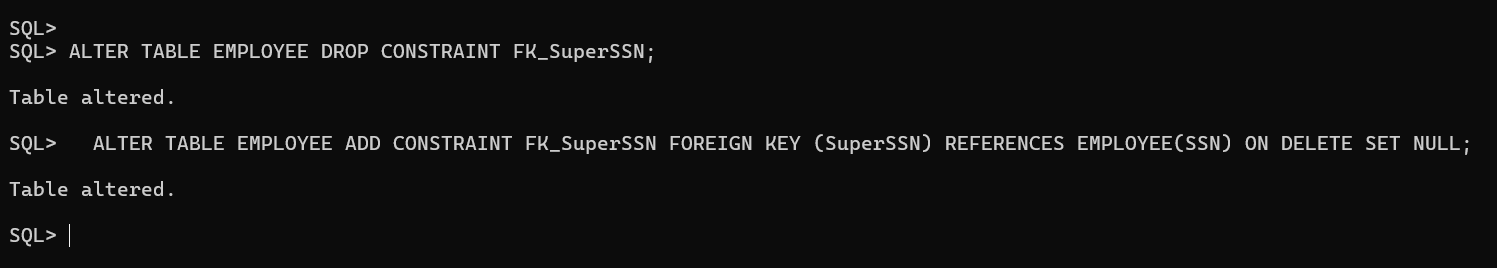 SQL>
SQL> ALTER TABLE EMPLOYEE DROP CONSTRAINT FK_SuperSSN;
Table altered.
SQL>   ALTER TABLE EMPLOYEE ADD CONSTRAINT FK_SuperSSN FOREIGN KEY (SuperSSN) REFERENCES EMPLOYEE(SSN) ON DELETE SET NULL;
Table altered.
SQL>